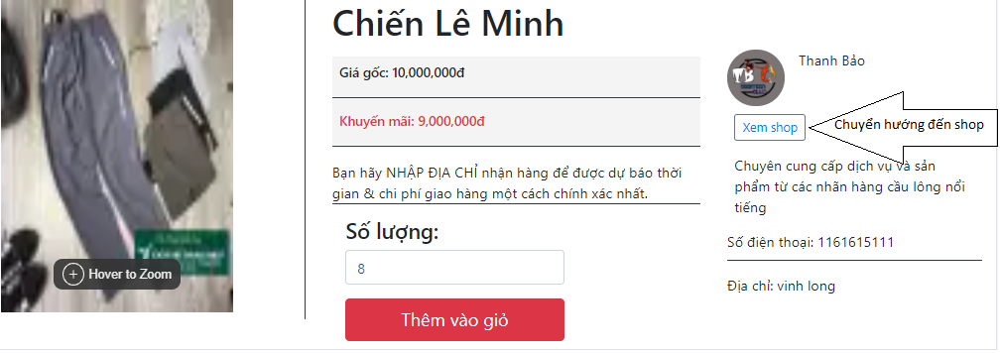 Chiến Lê Minh
Giá gốc: 10,000,000đ
Khuyến mãi: 9,000,000đ
Bạn hãy NHẬP ĐỊA CHỈ nhận hàng để được dự báo thời
gian & chi phí giao hàng một cách chính xác nhất.
Số lượng:
8
Thêm vào giỏ
Hover to Zoom
Thanh Bảo
Xem shop
Chuyển hướng đến shop
Chuyên cung cấp dịch vụ và sản
phẩm từ các nhãn hàng cầu lông nổi
tiếng
Số điện thoại: 1161615111
Địa chỉ: vinh long